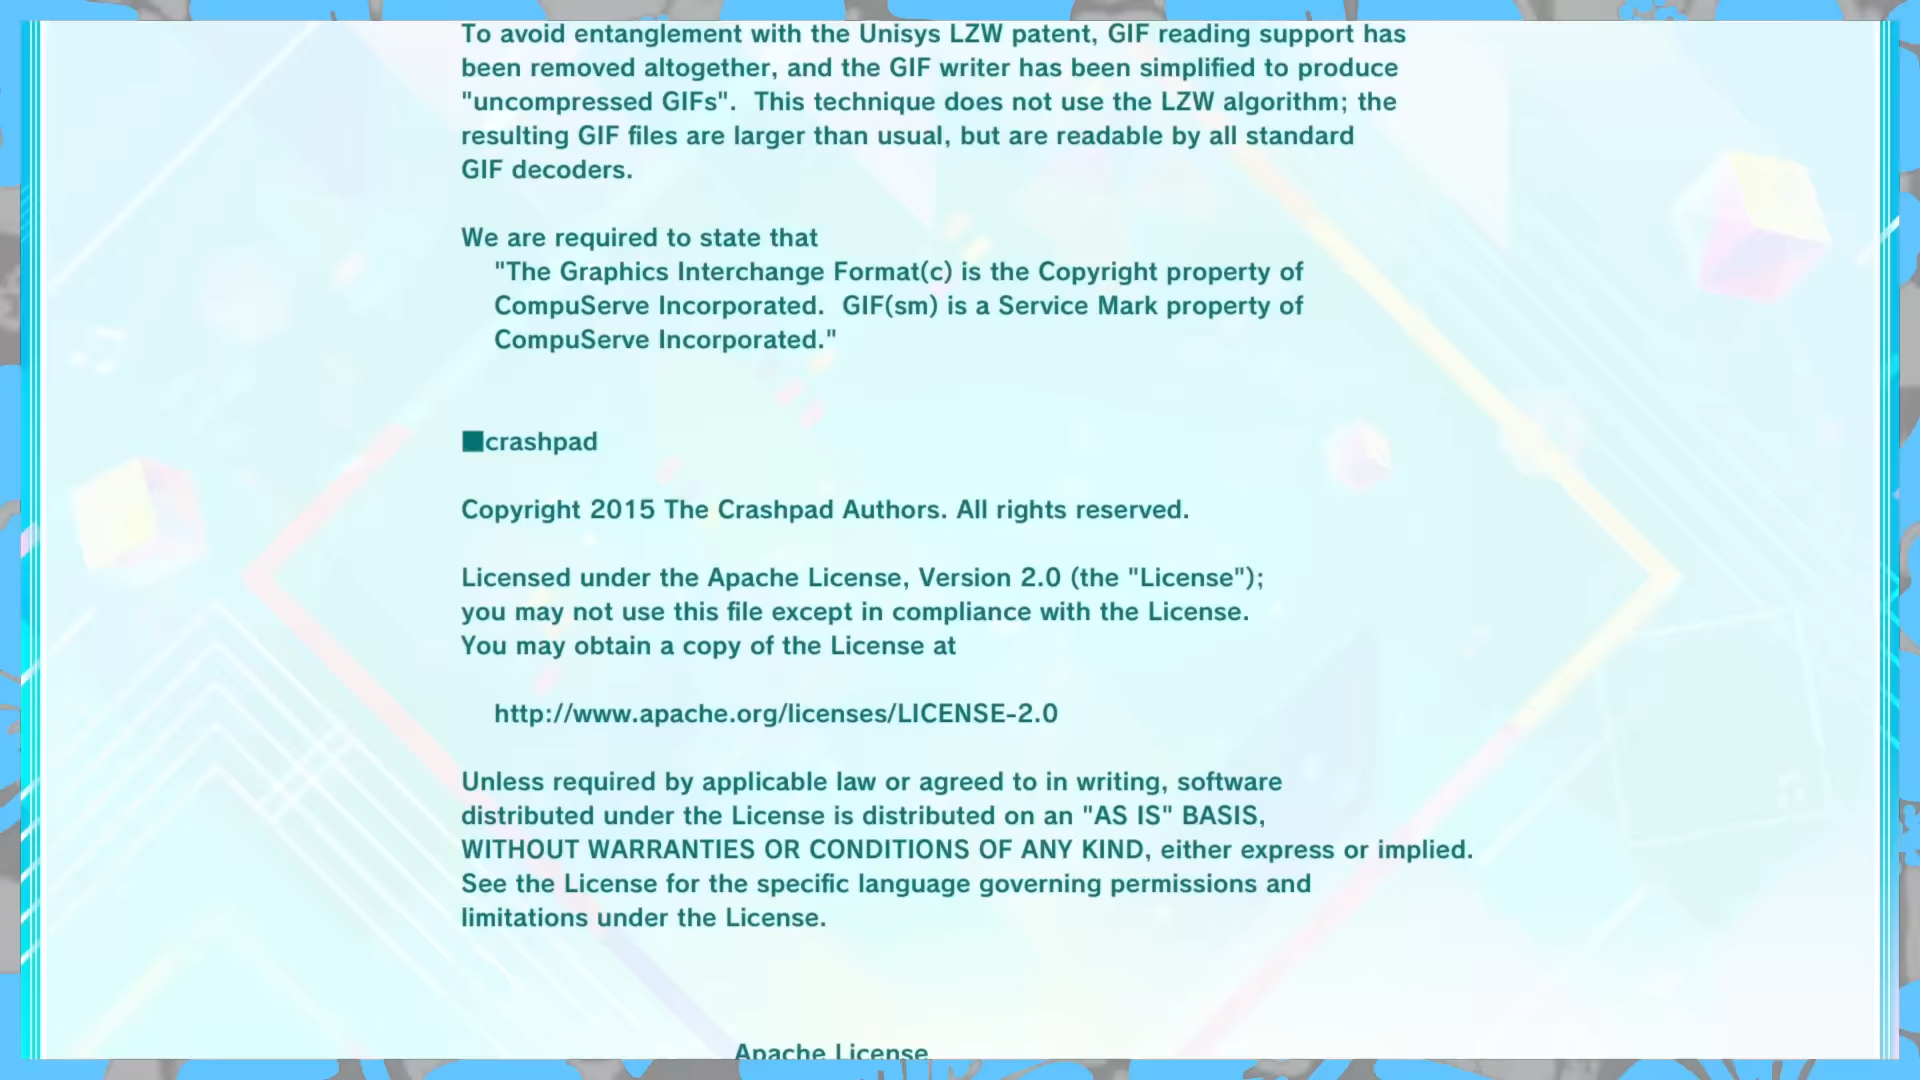 To avoid entanglement with the Unisys LZW patent, GIF reading support has
been removed altogether, and the GIF writer has been simplified to produce
"uncompressed GIFs".  This technique does not use the LZW algorithm; the
resulting GIF files are larger than usual, but are readable by all standard
GIF decoders.
We are required to state that
"The Graphics Interchange Format(c) is the Copyright property of
CompuServe Incorporated.  GIF(sm) is a Service Mark property of
CompuServe Incorporated."
■crashpad
Copyright 2015 The Crashpad Authors. All rights reserved.
Licensed under the Apache License, Version 2.0 (the "License");
you may not use this file except in compliance with the License.
You may obtain a copy of the License at
http://www.apache.org/licenses/LICENSE-2.0
Unless required by applicable law or agreed to in writing, software
distributed under the License is distributed on an "AS IS" BASIS,
WITHOUT WARRANTIES OR CONDITIONS OF ANY KIND, either express or implied.
See the License for the specific language governing permissions and
limitations under the License.
Apache License